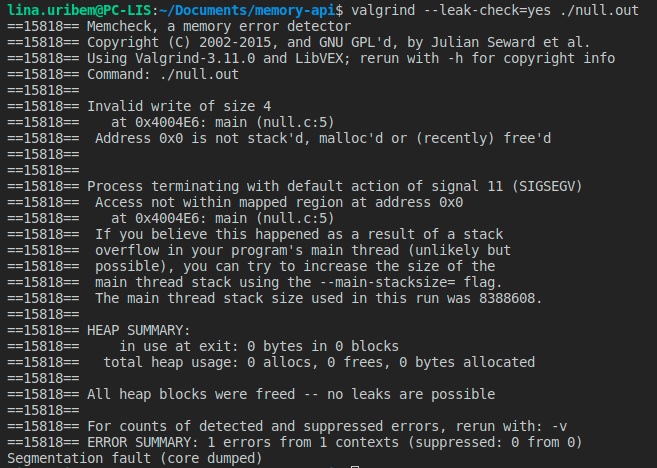 lina.uribem@PC-LIS:~/Documents/memory-api$ valgrind --leak-check=yes ./null.out
==15818== Memcheck, a memory error detector
==15818== Copyright (C) 2002-2015, and GNU GPL'd, by Julian Seward et al.
==15818== Using Valgrind-3.11.0 and LibVEX; rerun with -h for copyright info
==15818== Command: ./null.out
==15818==
==15818== Invalid write of size 4
==15818==    at 0x4004E6: main (null.c:5)
==15818==  Address 0x0 is not stack'd, malloc'd or (recently) free'd
==15818==
==15818==
==15818== Process terminating with default action of signal 11 (SIGSEGV)
==15818==  Access not within mapped region at address 0x0
==15818==    at 0x4004E6: main (null.c:5)
==15818==  If you believe this happened as a result of a stack
==15818==  overflow in your program's main thread (unlikely but
==15818==  possible), you can try to increase the size of the
==15818==  main thread stack using the --main-stacksize= flag.
==15818==  The main thread stack size used in this run was 8388608.
==15818==
==15818== HEAP SUMMARY:
==15818==     in use at exit: 0 bytes in 0 blocks
==15818==   total heap usage: 0 allocs, 0 frees, 0 bytes allocated
==15818==
==15818== All heap blocks were freed -- no leaks are possible
==15818==
==15818== For counts of detected and suppressed errors, rerun with: -v
==15818== ERROR SUMMARY: 1 errors from 1 contexts (suppressed: 0 from 0)
Segmentation fault (core dumped)